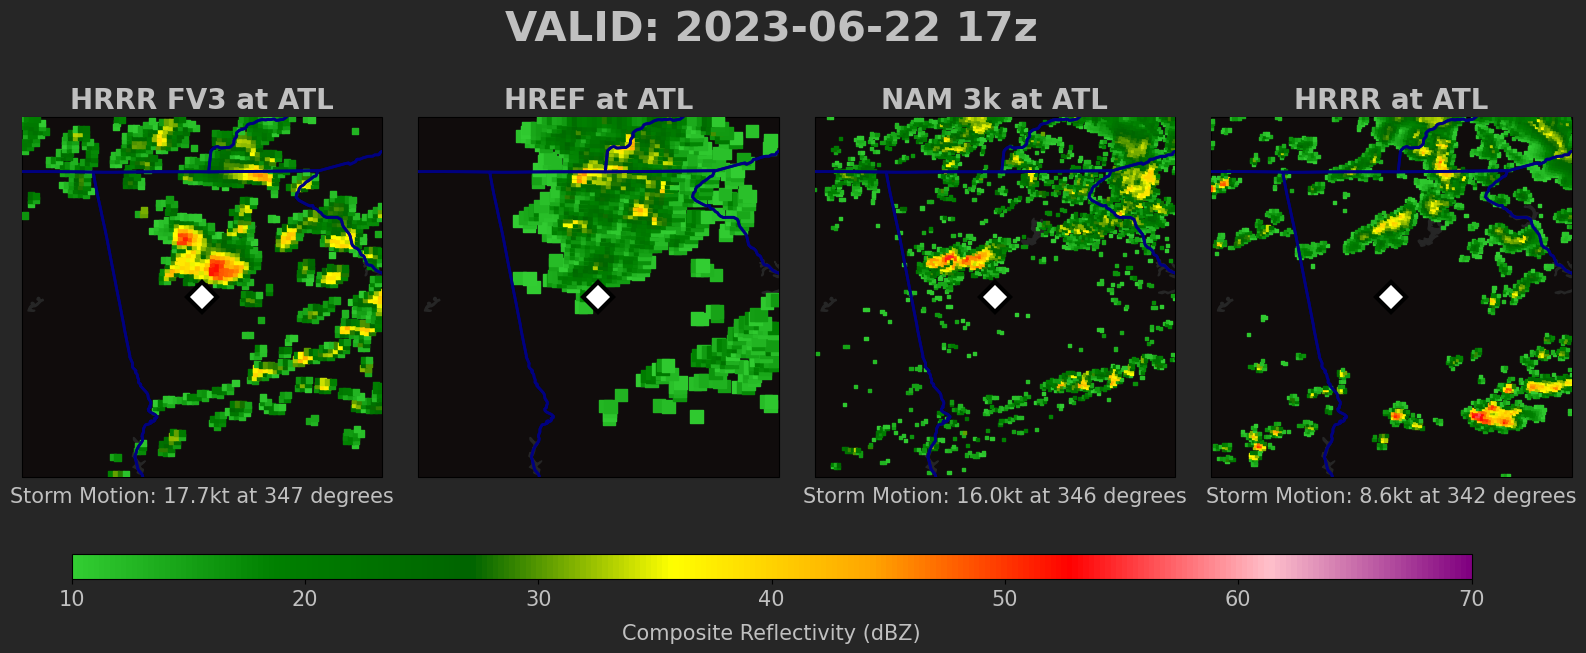 VALID: 2023-06-22 17z
HRRR FV3 at ATL
HREF at ATL
NAM 3k at ATL
HRRR at ATL
Storm Motion: 17.7kt at 347 degrees
Storm Motion: 16.0kt at 346 degrees
Storm Motion: 8.6kt at 342 degrees
10 20 30 40 50 60 70
Composite Reflectivity (dBZ)